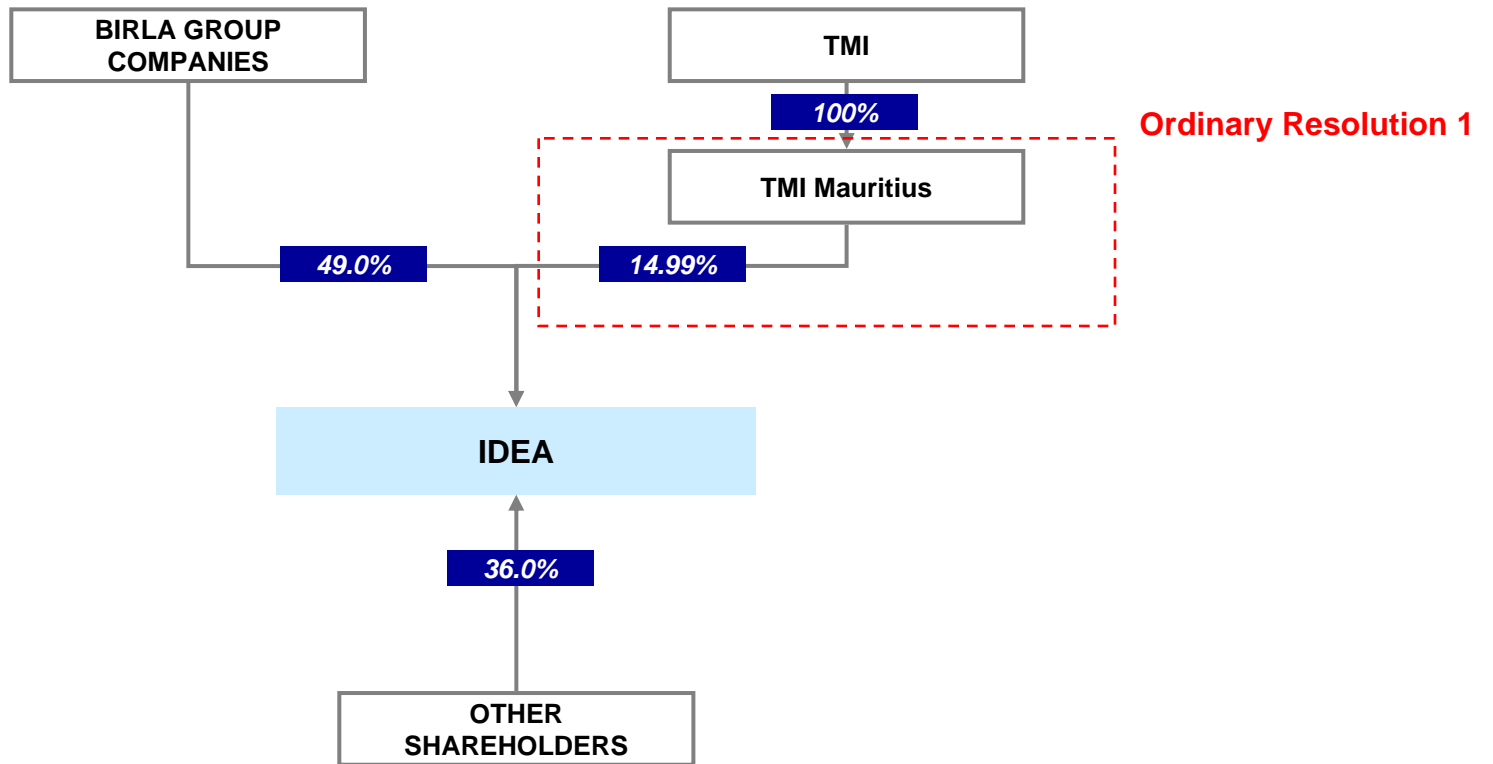 BIRLA GROUP
COMPANIES
TMI
100%
Ordinary Resolution 1
TMI Mauritius
49.0%
14.99%
IDEA
36.0%
OTHER
SHAREHOLDERS